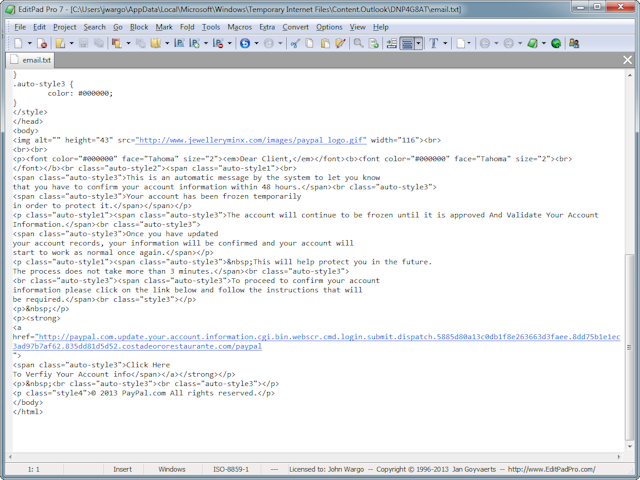 EditPad Pro 7 - [C:\Users\jwargo\AppData\Local\Microsoft\Windows\Temporary Internet Files\Content.Outlook\DNP4G8AT\email.txt]
File Edit Project Search Go Block Mark Fold Tools Macros Extra Convert Options View Help
email.txt
}
.auto-style3 {
color: #000000;
}
</style>
</head>
<body>
<img alt="" height="43" src="http://www.jewelleryminx.com/images/paypal_logo.gif" width="116"><br>
<br><br>
<p><font color="#000000" face="Tahoma" size="2"><em>Dear Client,</em></font><b><font color="#000000" face="Tahoma" size="2"><br>
</font></b><br class="auto-style2"><span class="auto-style1"><br>
<span class="auto-style3">This is an automatic message by the system to let you know
that you have to confirm your account information within 48 hours.</span><br class="auto-style3">
<span class="auto-style3">Your account has been frozen temporarily
in order to protect it.</span></span></p>
<p class="auto-style1"><span class="auto-style3">The account will continue to be frozen until it is approved And Validate Your Account
Information.</span><br class="auto-style3">
<span class="auto-style3">Once you have updated
your account records, your information will be confirmed and your account will
start to work as normal once again.</span></p>
<p class="auto-style1"><span class="auto-style3">&nbsp;This will help protect you in the future.
The process does not take more than 3 minutes.</span><br class="auto-style3">
<br class="auto-style3"><span class="auto-style3">To proceed to confirm your account
information please click on the link below and follow the instructions that will
be required.</span><br class="style3"></p>
<p>&nbsp;</p>
<p><strong>
<a
href="http://paypal.com.update.your.account.information.cgi.bin.webscr.cmd.login.submit.dispatch.5885d80a13c0db1f8e263663d3faee.8dd75b1e1ec
3ad97b7af62.835dd81d5d52.costadeororestaurante.com/paypal
">
<span class="auto-style3">Click Here
To Verfiy Your Account info</span></a></strong></p>
<p>&nbsp;<br class="auto-style3"><br class="auto-style3"></p>
<p class="style4">© 2013 PayPal.com All rights reserved.</p>
</body>
</html>
1: 1 Insert Windows ISO-8859-1 — Licensed to: John Wargo — Copyright © 1996-2013 Jan Goyvaerts — http://www.EditPadPro.com/